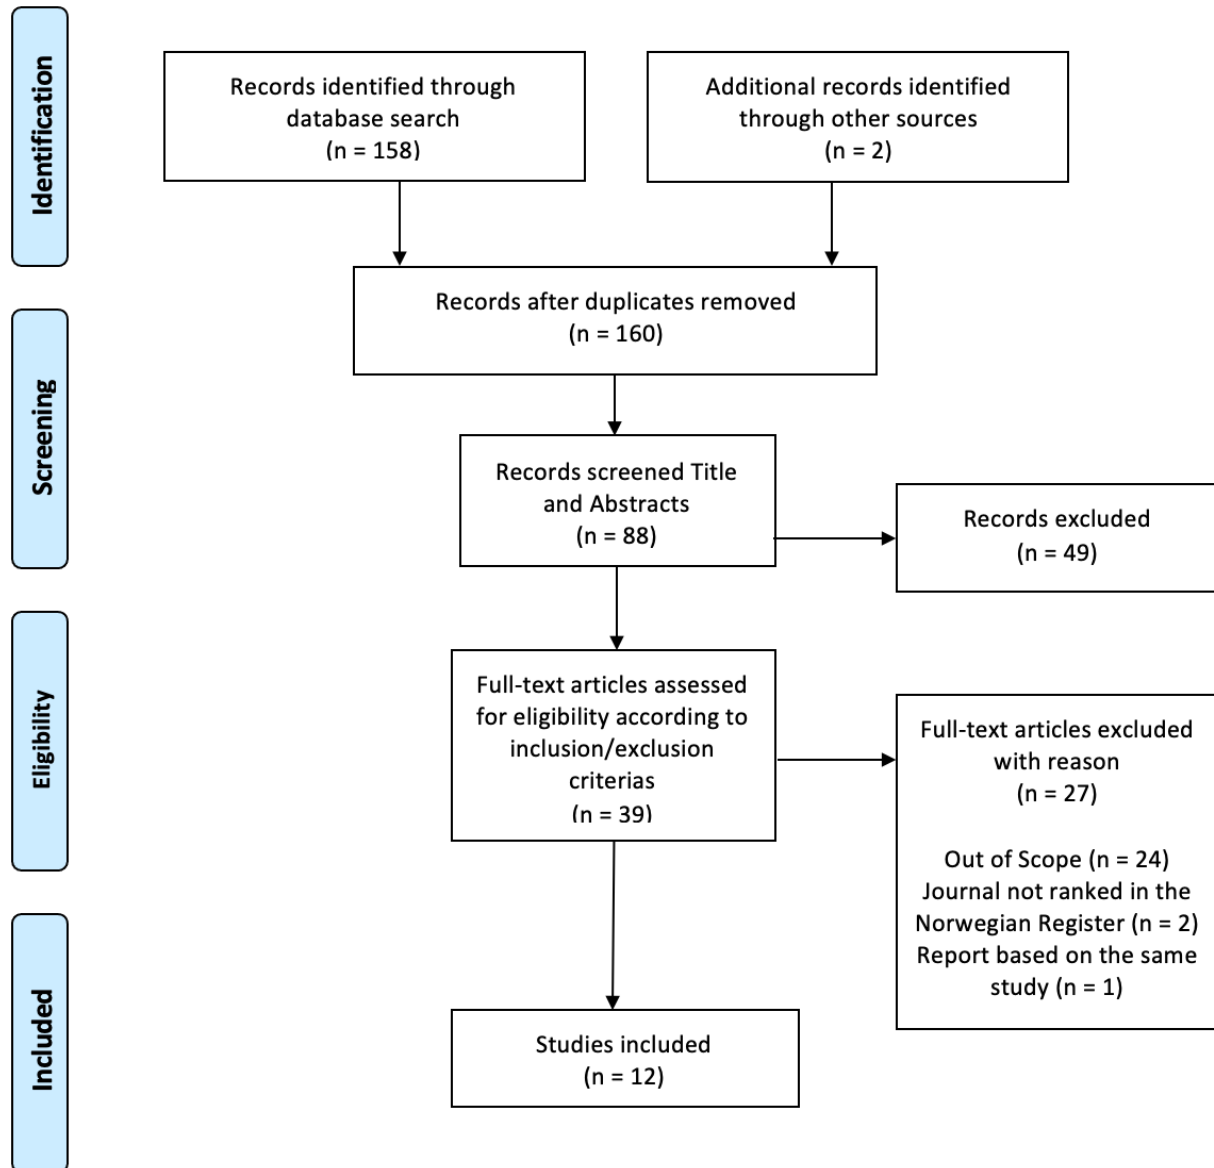 Identification
Records identified through
database search
(n = 158)
Additional records identified
through other sources
(n = 2)
Records after duplicates removed
(n = 160)
Screening
Records screened Title
and Abstracts
(n = 88)
Records excluded
(n = 49)
Eligibility
Full-text articles assessed
for eligibility according to
inclusion/exclusion
criterias
(n = 39)
Full-text articles excluded
with reason
(n = 27)
Out of Scope (n = 24)
Journal not ranked in the
Norwegian Register (n = 2)
Report based on the same
study (n = 1)
Included
Studies included
(n = 12)